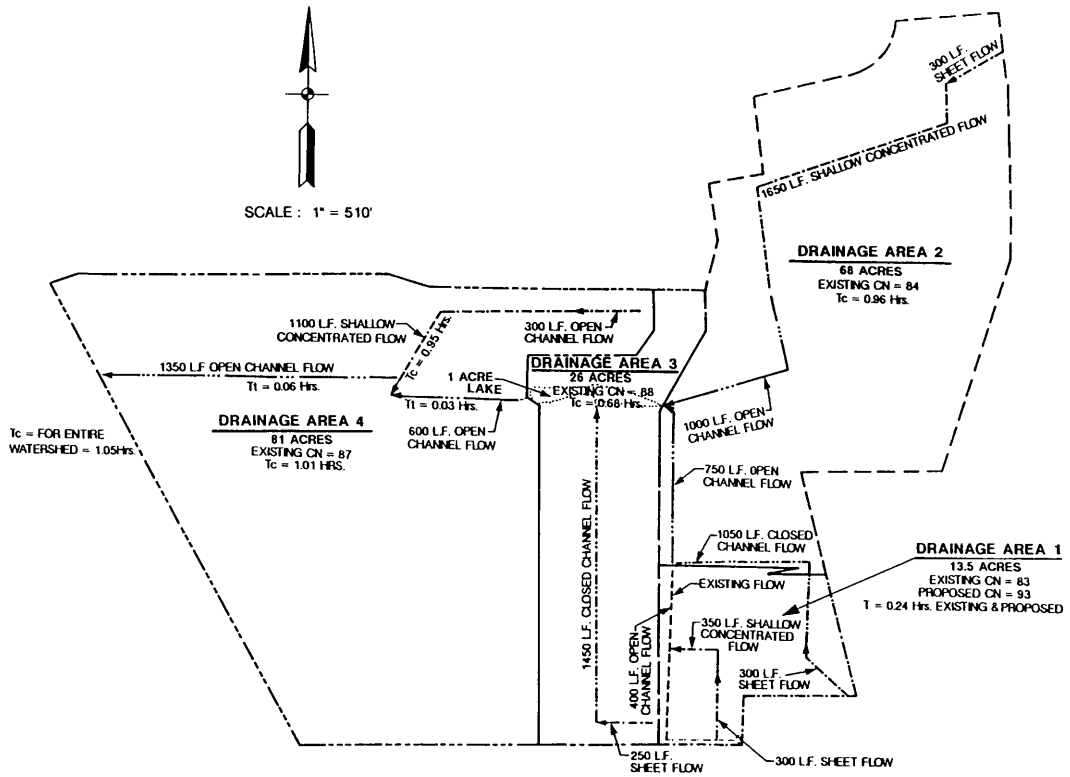 SCALE : 1" = 510'
300 L.F.
SHEET FLOW
1650 L.F. SHALLOW CONCENTRATED FLOW
DRAINAGE AREA 2
68 ACRES
EXISTING CN = 84
Tc = 0.96 Hrs.
1100 L.F. SHALLOW
CONCENTRATED FLOW
Tc = 0.95 Hrs.
300 L.F. OPEN
CHANNEL FLOW
1350 L.F OPEN CHANNEL FLOW
Tt = 0.06 Hrs.
DRAINAGE AREA 3
26 ACRES
EXISTING CN = 88
Tc = 0.68 Hrs.
1 ACRE
LAKE
Tt = 0.03 Hrs.
600 L.F. OPEN
CHANNEL FLOW
1000 L.F. OPEN
CHANNEL FLOW
DRAINAGE AREA 4
81 ACRES
EXISTING CN = 87
Tc = 1.01 HRS.
Tc = FOR ENTIRE
WATERSHED = 1.05Hrs.
750 L.F. OPEN
CHANNEL FLOW
1450 L.F. CLOSED CHANNEL FLOW
1050 L.F. CLOSED
CHANNEL FLOW
DRAINAGE AREA 1
13.5 ACRES
EXISTING CN = 83
PROPOSED CN = 93
T = 0.24 Hrs. EXISTING & PROPOSED
EXISTING FLOW
350 L.F. SHALLOW
CONCENTRATED
FLOW
400 L.F. OPEN
CHANNEL FLOW
300 L.F.
SHEET FLOW
250 L.F.
SHEET FLOW
300 L.F. SHEET FLOW